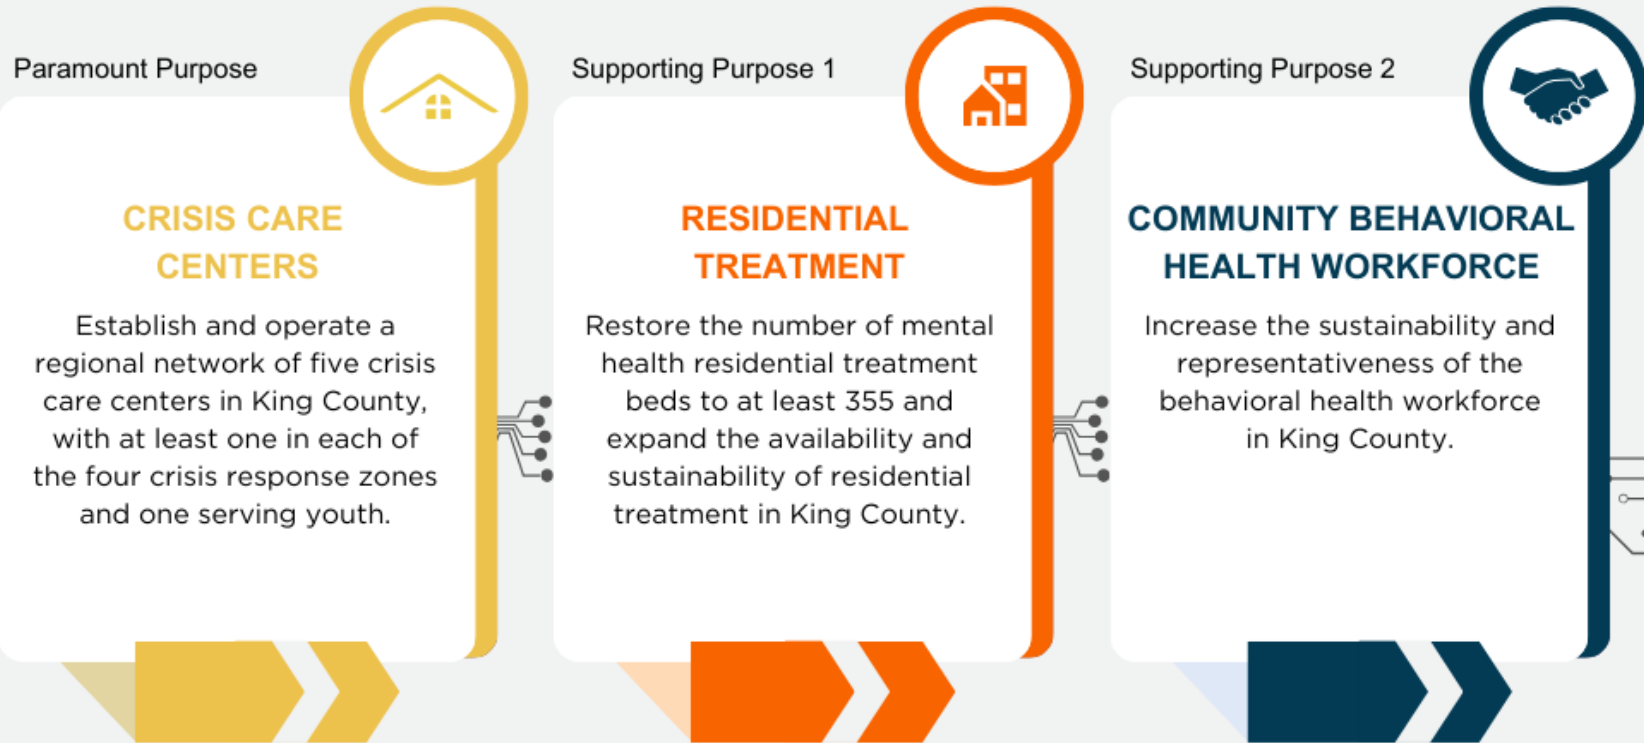 Paramount Purpose
CRISIS CARE
CENTERS
Establish and operate a
regional network of five crisis
care centers in King County,
with at least one in each of
the four crisis response zones
and one serving youth.
Supporting Purpose 1
RESIDENTIAL
TREATMENT
Restore the number of mental
health residential treatment
beds to at least 355 and
expand the availability and
sustainability of residential
treatment in King County.
Supporting Purpose 2
COMMUNITY BEHAVIORAL
HEALTH WORKFORCE
Increase the sustainability and
representativeness of the
behavioral health workforce
in King County.